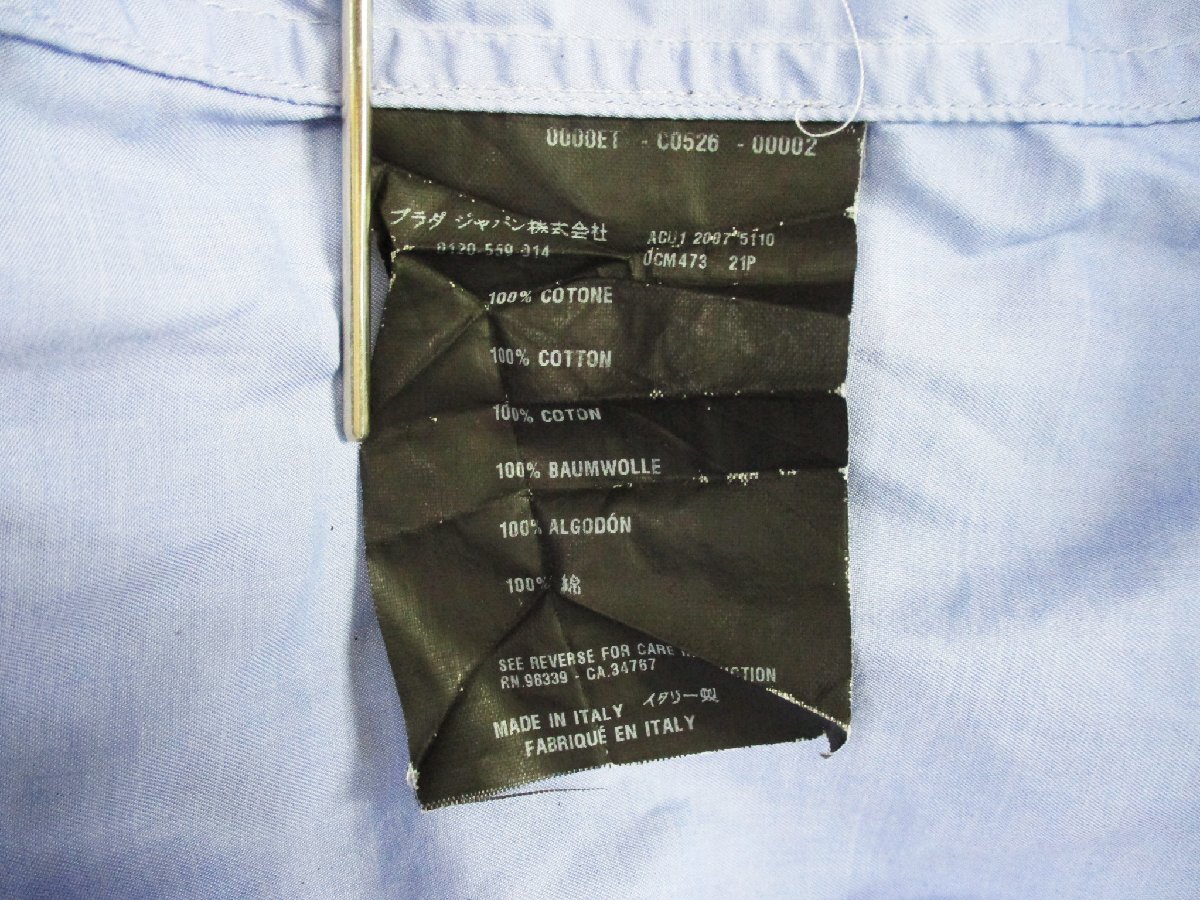 0000ET - C0526 - 00002
プラダ ジャパン株式会社
0120-559-914
2007 5110
UCM473 21P
100% COTONE
100% COTTON
100% COTON
100% BAUMWOLLE
100% ALGODÓN
100% 綿
SEE REVERSE FOR CARE
RN.96339 - CA.34767
イタリー製
MADE IN ITALY
FABRIQUÉ EN ITALY